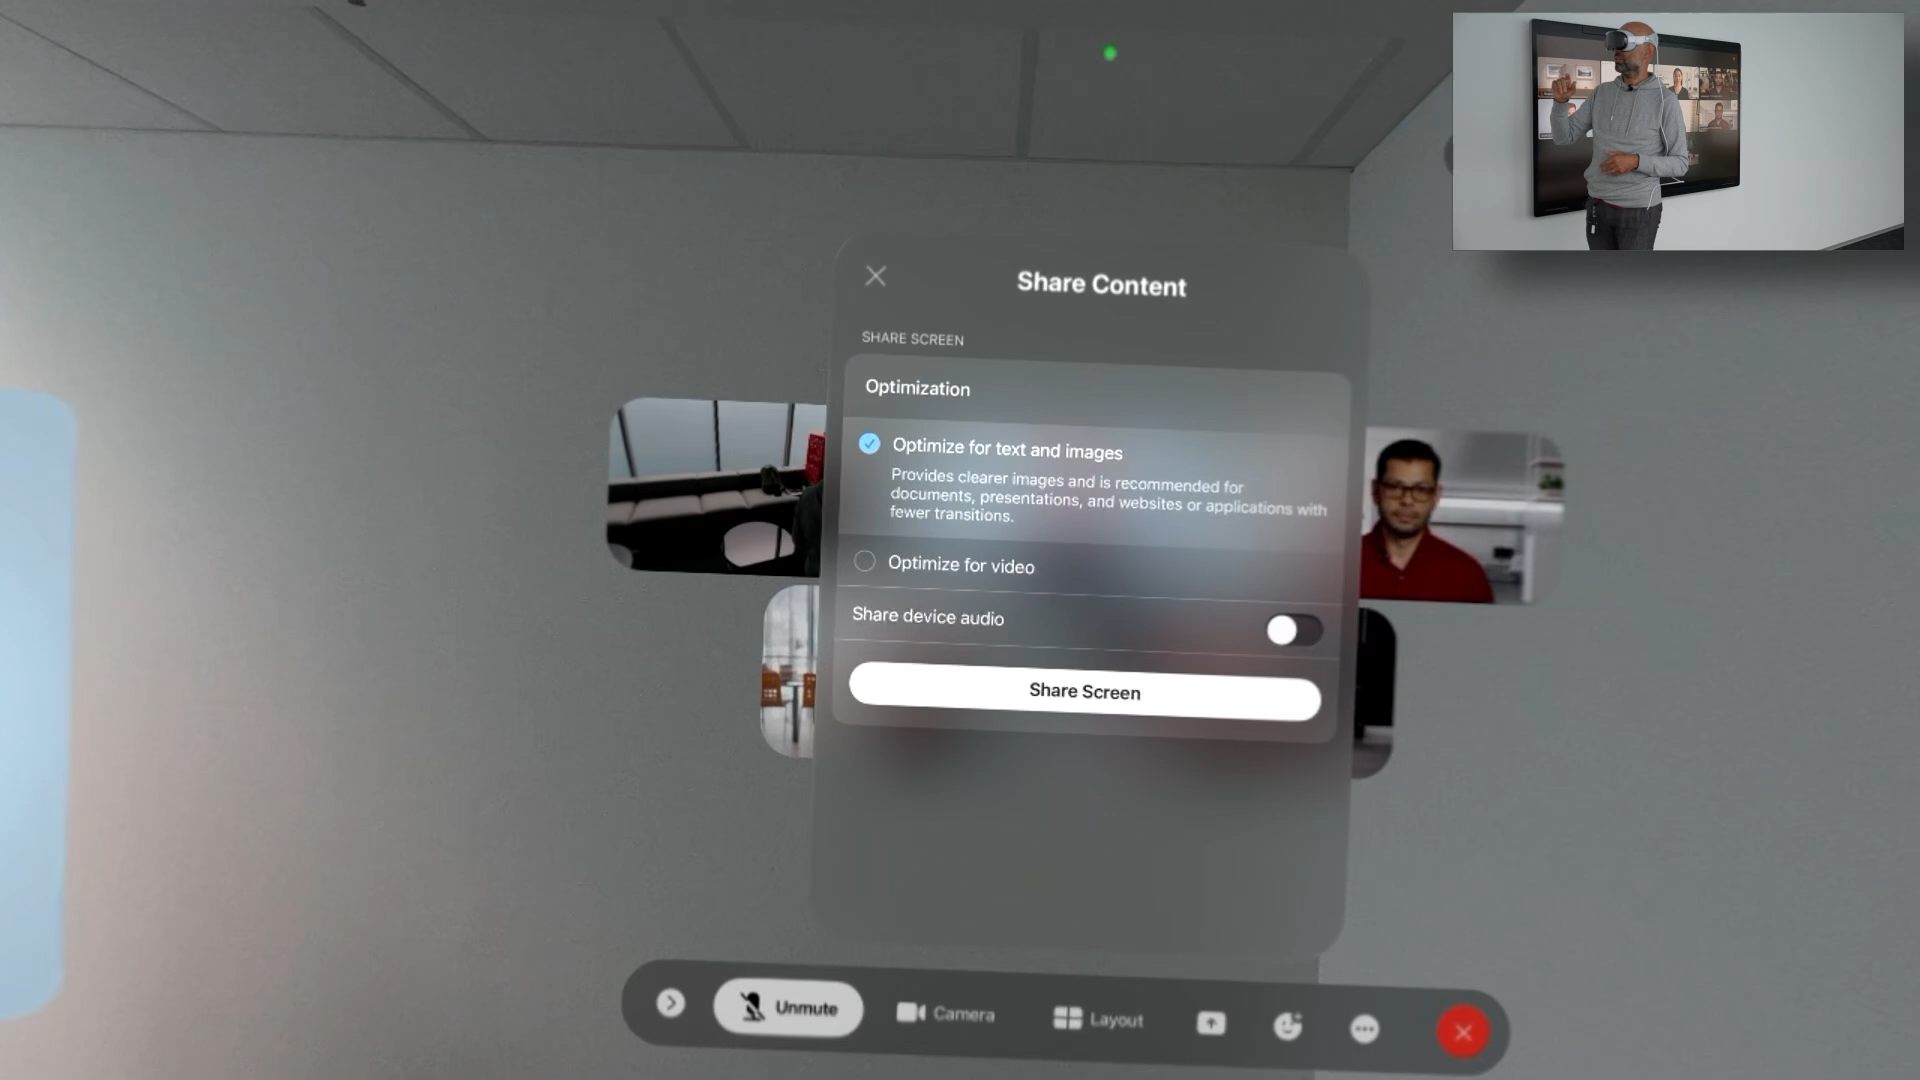 Share Content
SHARE SCREEN
Optimization
Optimize for text and images
Provides clearer images and is recommended for
documents, presentations, and websites or applications with
fewer transitions.
Optimize for video
Share device audio
Share Screen
Unmute
Camera
Layout